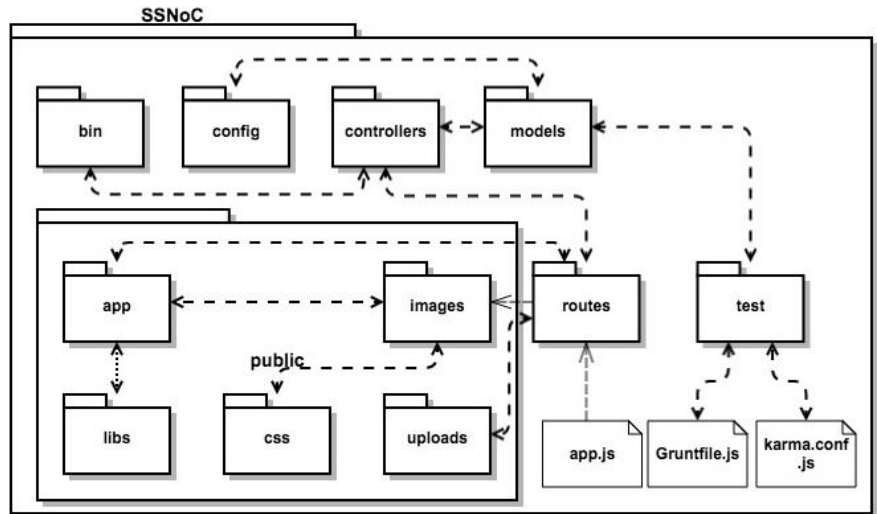 SSNoC
bin
config
controllers
models
app
images
routes
test
public
libs
css
uploads
app.js
Gruntfile.js
karma.conf
.js